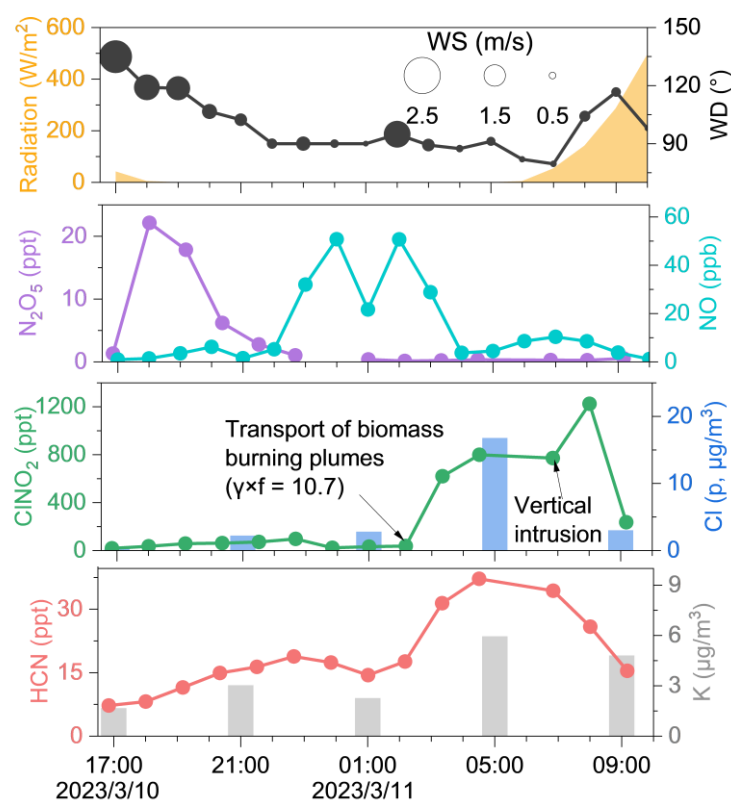 Radiation (W/m²)
600
400
200
0
WS (m/s)
2.5
1.5
0.5
150
120
90
WD (°)
N₂O₅ (ppt)
20
10
0
60
40
20
0
NO (ppb)
ClNO₂ (ppt)
1200
800
400
0
Transport of biomass
burning plumes
(γ×f = 10.7)
Vertical
intrusion
20
10
0
Cl (p, μg/m³)
HCN (ppt)
30
15
0
9
6
3
0
K (μg/m³)
17:00
21:00
01:00
05:00
09:00
2023/3/10
2023/3/11